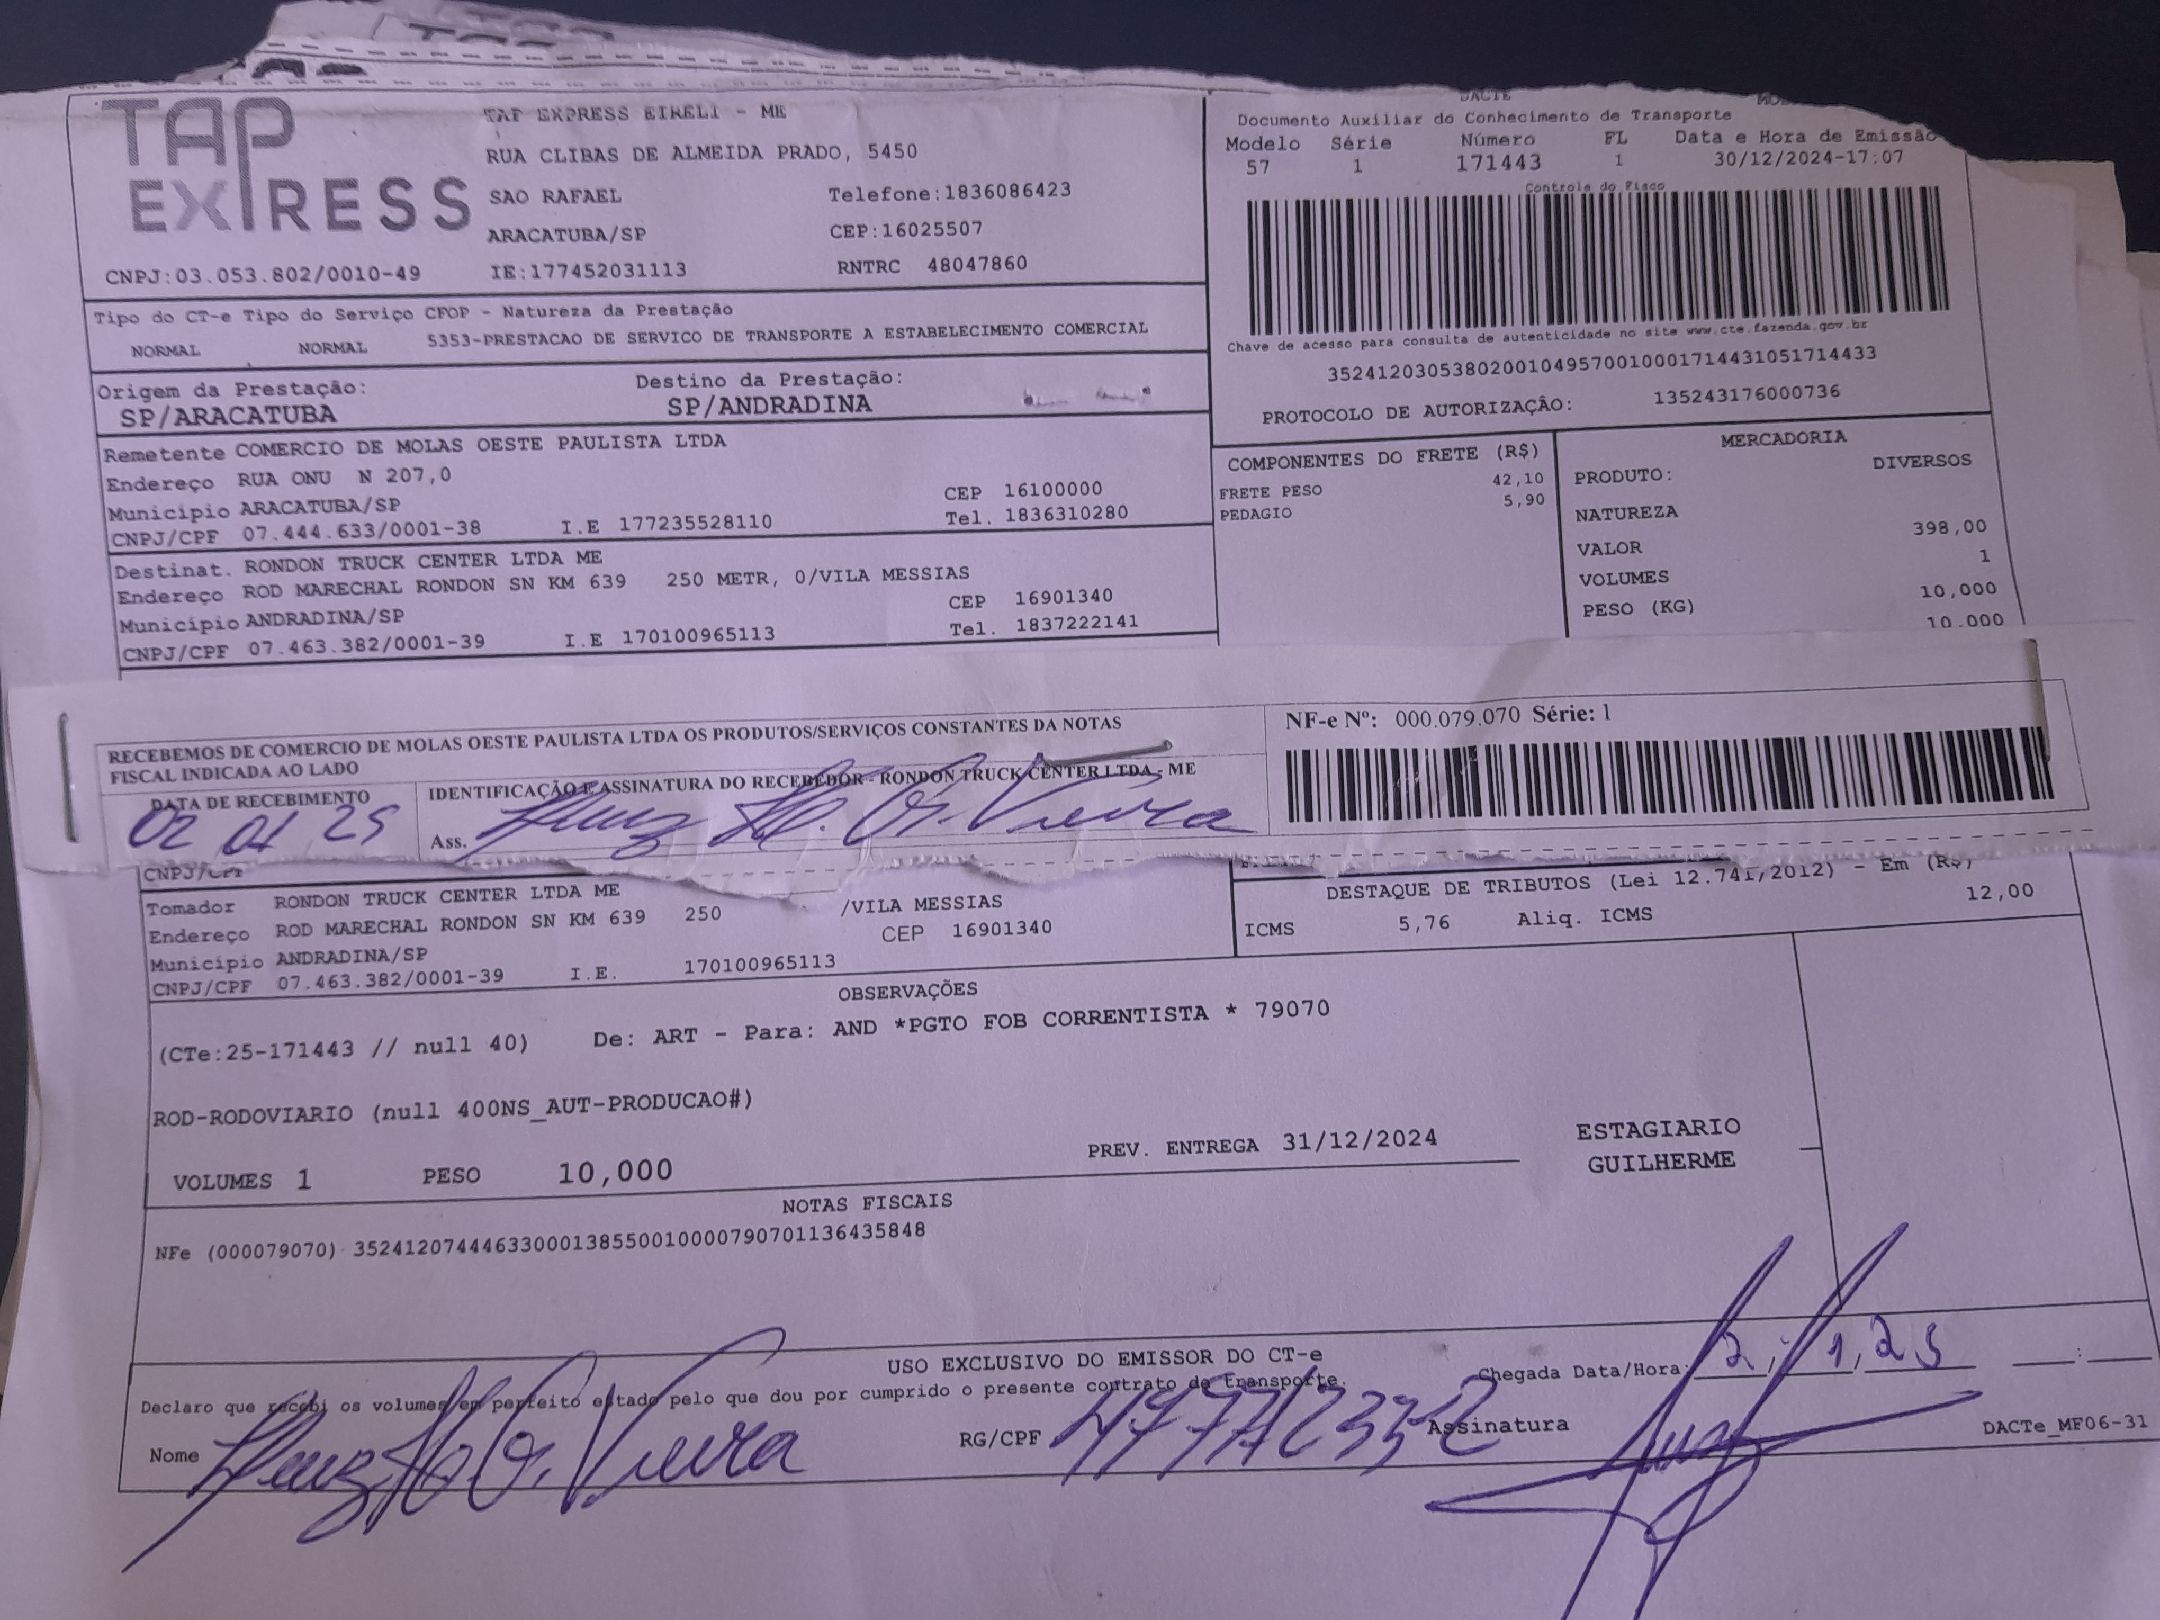 TAP EXPRESS
TAP EXPRESS EIRELI - ME
RUA CLIBAS DE ALMEIDA PRADO, 5450
SAO RAFAEL Telefone:1836086423
ARACATUBA/SP CEP:16025507
CNPJ:03.053.802/0010-49 IE:177452031113 RNTRC 48047860
DACTE
Documento Auxiliar do Conhecimento de Transporte
Modelo Série Número FL Data e Hora de Emissão
57 1 171443 1 30/12/2024-17:07
Controle do Fisco
Chave de acesso para consulta de autenticidade no site www.cte.fazenda.gov.br
35241203053802001049570010001714431051714433
PROTOCOLO DE AUTORIZAÇÃO: 135243176000736
Tipo do CT-e Tipo do Serviço CFOP - Natureza da Prestação
NORMAL NORMAL 5353-PRESTACAO DE SERVICO DE TRANSPORTE A ESTABELECIMENTO COMERCIAL
Origem da Prestação: Destino da Prestação:
SP/ARACATUBA SP/ANDRADINA
Remetente COMERCIO DE MOLAS OESTE PAULISTA LTDA
Endereço RUA ONU N 207,0
Município ARACATUBA/SP CEP 16100000
CNPJ/CPF 07.444.633/0001-38 I.E 177235528110 Tel. 1836310280
Destinat. RONDON TRUCK CENTER LTDA ME
Endereço ROD MARECHAL RONDON SN KM 639 250 METR, 0/VILA MESSIAS
Município ANDRADINA/SP CEP 16901340
CNPJ/CPF 07.463.382/0001-39 I.E 170100965113 Tel. 1837222141
COMPONENTES DO FRETE (R$)
FRETE PESO 42,10
PEDAGIO 5,90
MERCADORIA
PRODUTO: DIVERSOS
NATUREZA
VALOR 398,00
VOLUMES 1
PESO (KG) 10,000
10.000
RECEBEMOS DE COMERCIO DE MOLAS OESTE PAULISTA LTDA OS PRODUTOS/SERVIÇOS CONSTANTES DA NOTAS
FISCAL INDICADA AO LADO
DATA DE RECEBIMENTO IDENTIFICAÇÃO E ASSINATURA DO RECEBEDOR - RONDON TRUCK CENTER LTDA - ME
02 01 25 Ass. Vieira
NF-e Nº: 000.079.070 Série: 1
CNPJ/CPF
Tomador RONDON TRUCK CENTER LTDA ME
Endereço ROD MARECHAL RONDON SN KM 639 250 /VILA MESSIAS
Município ANDRADINA/SP CEP 16901340
CNPJ/CPF 07.463.382/0001-39 I.E. 170100965113
DESTAQUE DE TRIBUTOS (Lei 12.741/2012) - Em (R$)
ICMS 5,76 Aliq. ICMS 12,00
OBSERVAÇÕES
(CTe:25-171443 // null 40) De: ART - Para: AND *PGTO FOB CORRENTISTA * 79070
ROD-RODOVIARIO (null 400NS_AUT-PRODUCAO#)
VOLUMES 1 PESO 10,000 PREV. ENTREGA 31/12/2024
ESTAGIARIO
GUILHERME
NOTAS FISCAIS
NFe (000079070) 35241207444633000138550010000790701136435848
USO EXCLUSIVO DO EMISSOR DO CT-e
Declaro que recebi os volumes em perfeito estado pelo que dou por cumprido o presente contrato de Transporte.
Chegada Data/Hora: 2/1/25 :
Nome Vieira RG/CPF Assinatura
DACTe_MF06-31